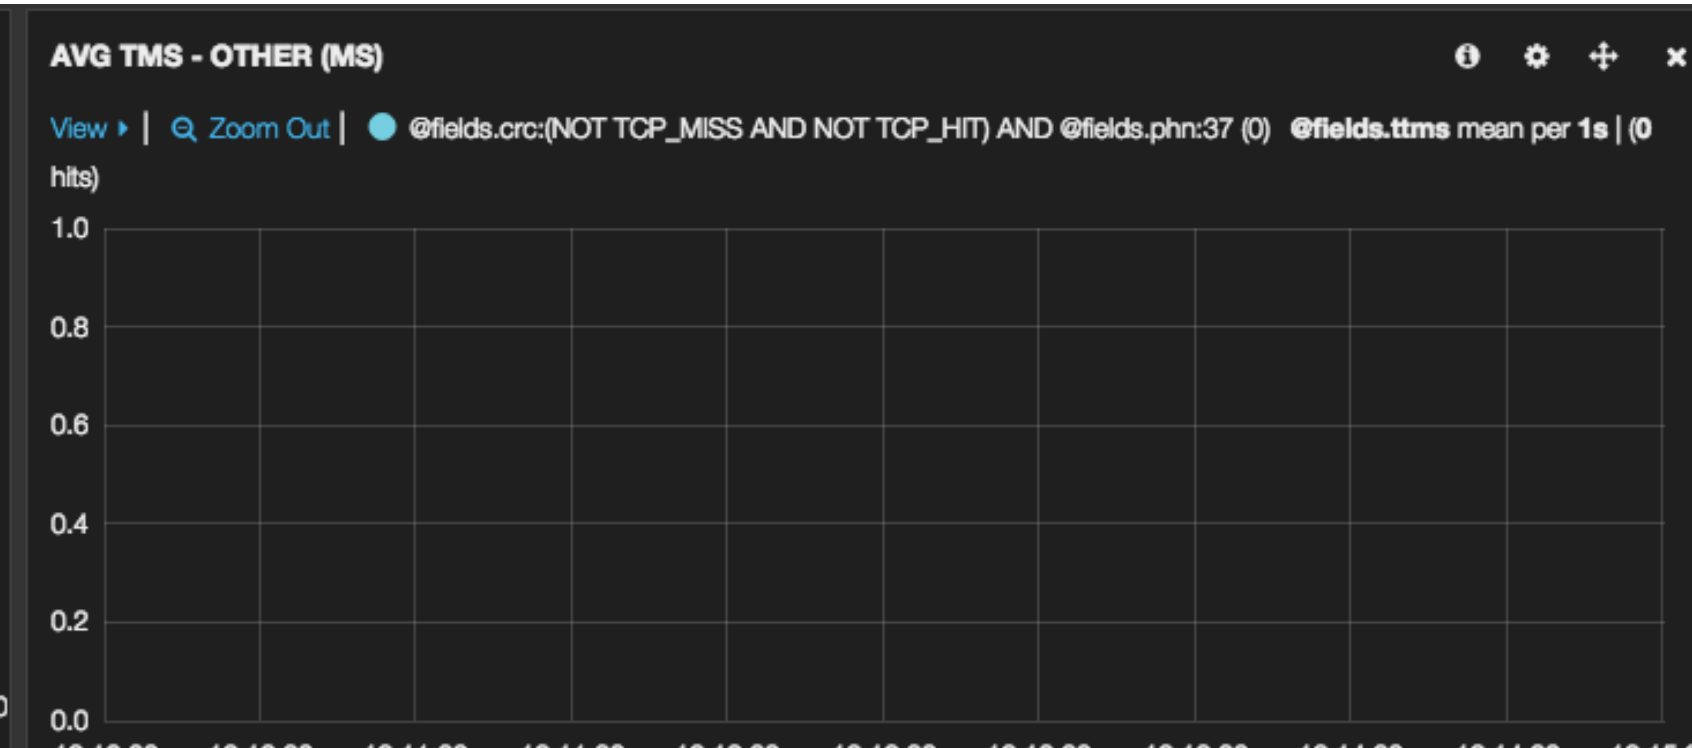 AVG TMS - OTHER (MS)
View | Zoom Out | @fields.crc:(NOT TCP_MISS AND NOT TCP_HIT) AND @fields.phn:37 (0) @fields.ttms mean per 1s | (0
hits)
1.0
0.8
0.6
0.4
0.2
0.0